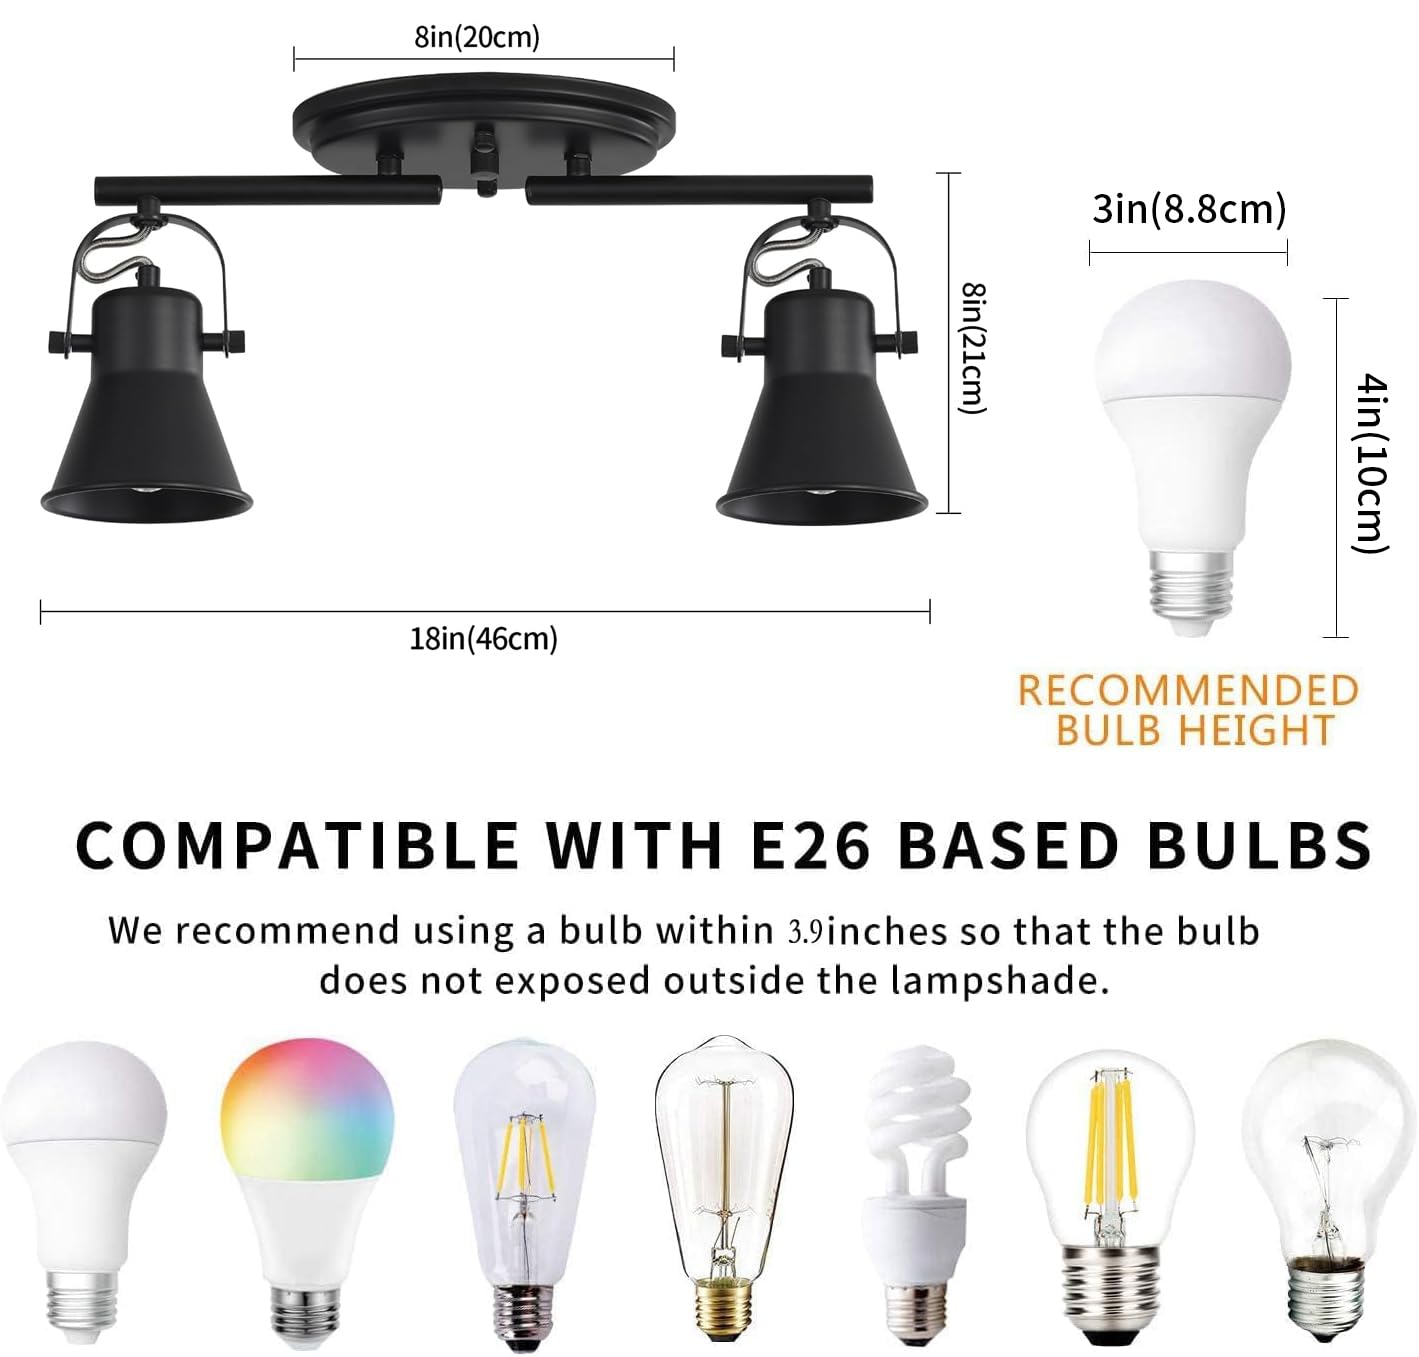 8in(20cm)
3in(8.8cm)
8in(21cm)
4in(10cm)
18in(46cm)
RECOMMENDED
BULB HEIGHT
COMPATIBLE WITH E26 BASED BULBS
We recommend using a bulb within 3.9inches so that the bulb
does not exposed outside the lampshade.